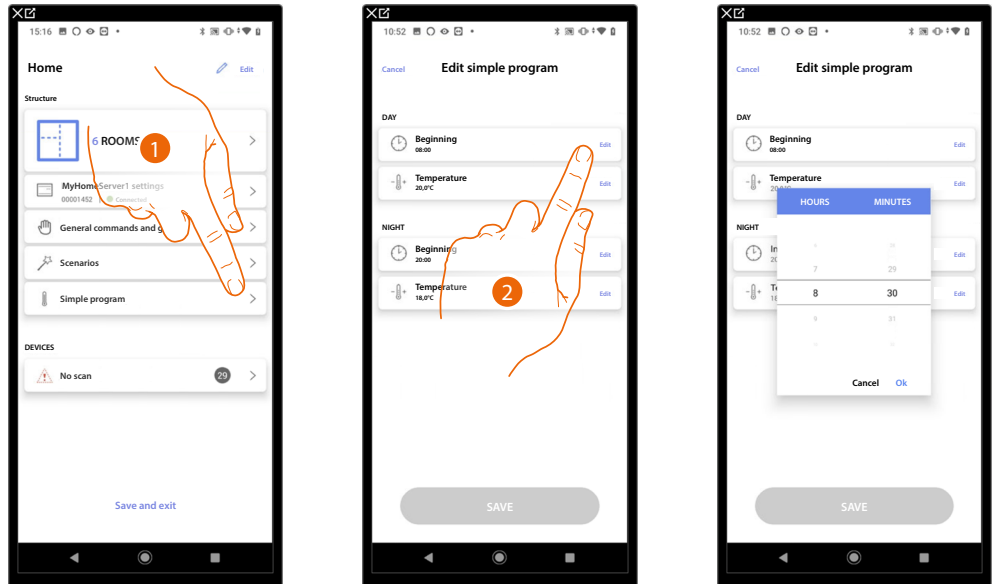 15:16
Home
Edit
Structure
6 ROOMS
1
MyHomeServer1 settings
00001452 | Connected
General commands and g
Scenarios
Simple program
DEVICES
No scan
29
Save and exit
10:52
Cancel
Edit simple program
DAY
Beginning
08:00
Edit
Temperature
20,0°C
Edit
NIGHT
Beginning
20:00
Edit
Temperature
18,0°C
Edit
2
SAVE
10:52
Cancel
Edit simple program
DAY
Beginning
08:00
Edit
Temperature
Edit
HOURS MINUTES
NIGHT
Edit
7 29
8 30
Edit
9 31
Cancel Ok
SAVE